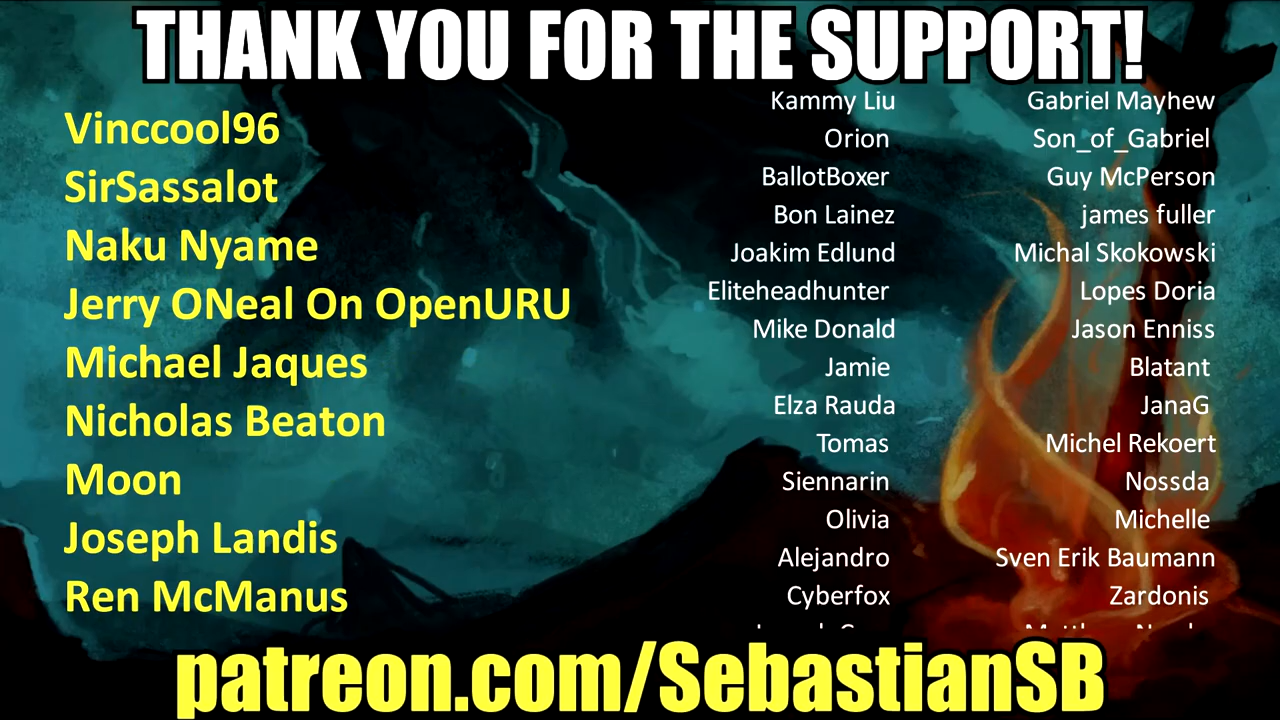 THANK YOU FOR THE SUPPORT!
Vinccool96
SirSassalot
Naku Nyame
Jerry ONeal On OpenURU
Michael Jaques
Nicholas Beaton
Moon
Joseph Landis
Ren McManus
Kammy Liu
Orion
BallotBoxer
Bon Lainez
Joakim Edlund
Eliteheadhunter
Mike Donald
Jamie
Elza Rauda
Tomas
Siennarin
Olivia
Alejandro
Cyberfox
Gabriel Mayhew
Son_of_Gabriel
Guy McPerson
james fuller
Michal Skokowski
Lopes Doria
Jason Enniss
Blatant
JanaG
Michel Rekoert
Nossda
Michelle
Sven Erik Baumann
Zardonis
patreon.com/SebastianSB